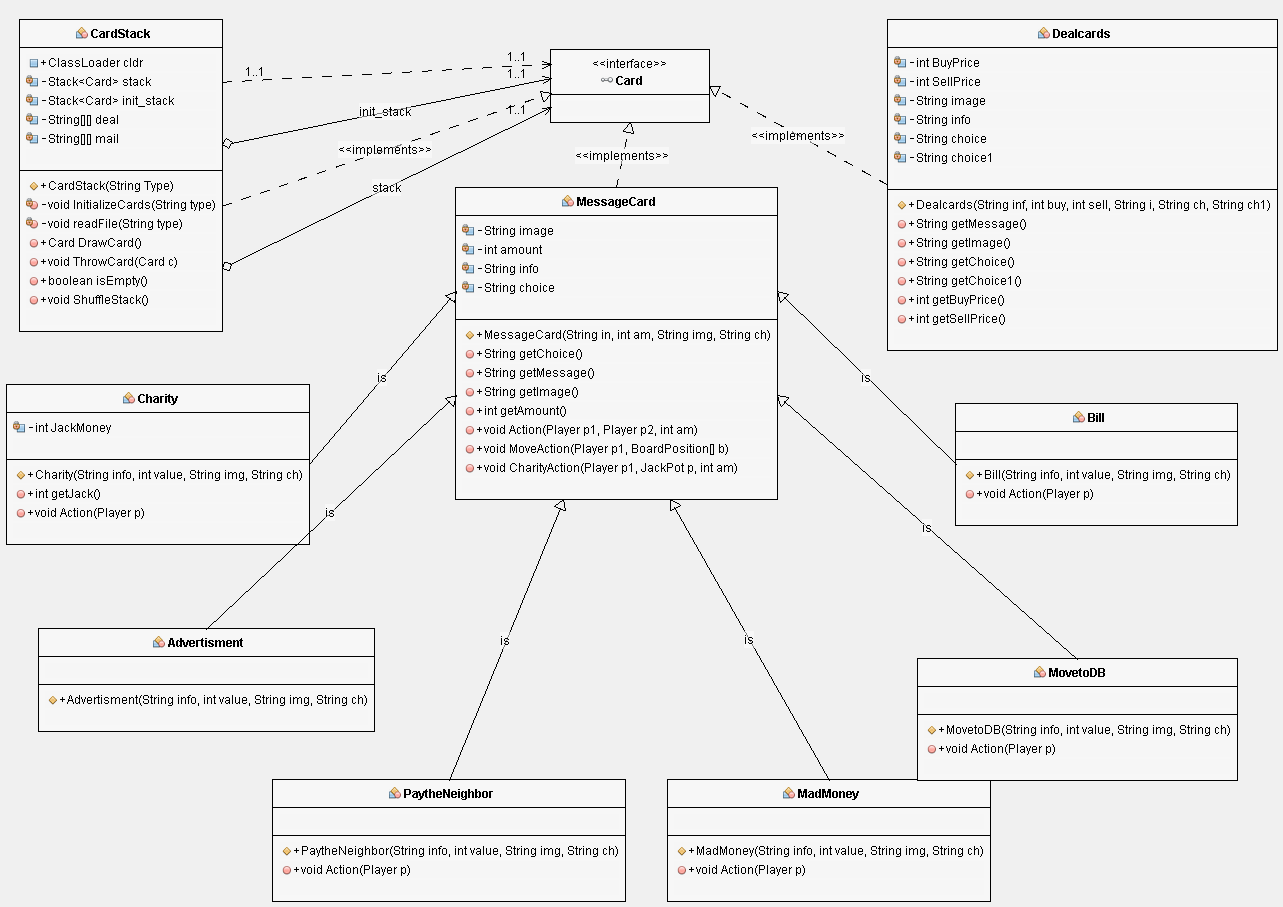 CardStack
+ClassLoader cldr
-Stack<Card> stack
-Stack<Card> init_stack
-String[][] deal
-String[][] mail
+CardStack(String Type)
-void InitializeCards(String type)
-void readFile(String type)
+Card DrawCard()
+void ThrowCard(Card c)
+boolean isEmpty()
+void ShuffleStack()
1..1
1..1
1..1
1..1
init_stack
<<implements>>
stack
<<interface>>
Card
<<implements>>
<<implements>>
Dealcards
-int BuyPrice
-int SellPrice
-String image
-String info
-String choice
-String choice1
+Dealcards(String inf, int buy, int sell, String i, String ch, String ch1)
+String getMessage()
+String getImage()
+String getChoice()
+String getChoice1()
+int getBuyPrice()
+int getSellPrice()
MessageCard
-String image
-int amount
-String info
-String choice
+MessageCard(String in, int am, String img, String ch)
+String getChoice()
+String getMessage()
+String getImage()
+int getAmount()
+void Action(Player p1, Player p2, int am)
+void MoveAction(Player p1, BoardPosition[] b)
+void CharityAction(Player p1, JackPot p, int am)
is
is
is
is
is
is
Charity
-int JackMoney
+Charity(String info, int value, String img, String ch)
+int getJack()
+void Action(Player p)
Bill
+Bill(String info, int value, String img, String ch)
+void Action(Player p)
Advertisment
+Advertisment(String info, int value, String img, String ch)
MovetoDB
+MovetoDB(String info, int value, String img, String ch)
+void Action(Player p)
PaytheNeighbor
+PaytheNeighbor(String info, int value, String img, String ch)
+void Action(Player p)
MadMoney
+MadMoney(String info, int value, String img, String ch)
+void Action(Player p)